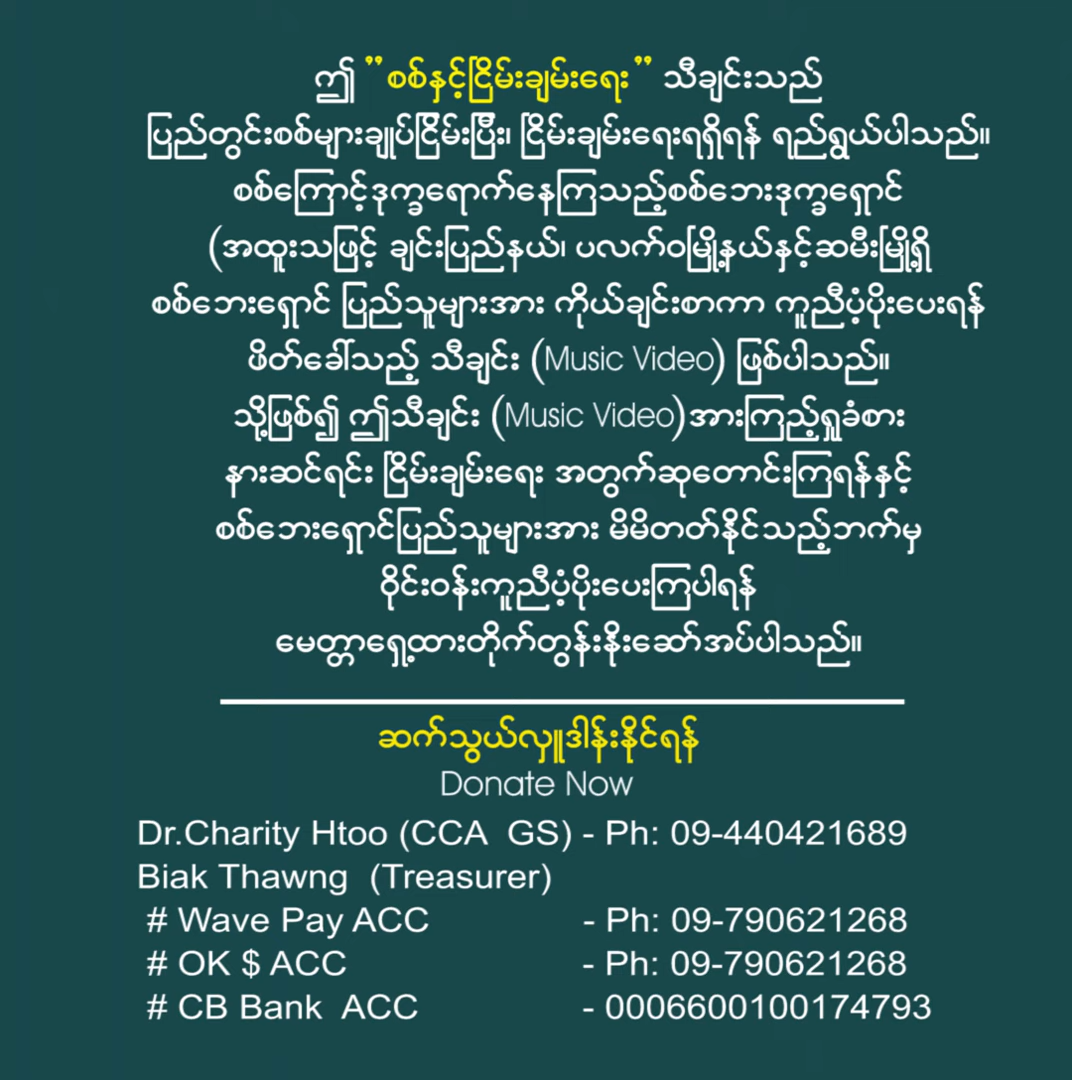 ဤ "စစ်နှင့်ငြိမ်းချမ်းရေး" သီချင်းသည်
ပြည်တွင်းစစ်များချုပ်ငြိမ်းပြီး၊ ငြိမ်းချမ်းရေးရရှိရန် ရည်ရွယ်ပါသည်။
စစ်ကြောင့်ဒုက္ခရောက်နေကြသည့်စစ်ဘေးဒုက္ခရှောင်
(အထူးသဖြင့် ချင်းပြည်နယ်၊ ပလက်ဝမြို့နယ်နှင့်ဆမီးမြို့ရှိ
စစ်ဘေးရှောင် ပြည်သူများအား ကိုယ်ချင်းစာကာ ကူညီပံ့ပိုးပေးရန်
ဖိတ်ခေါ်သည့် သီချင်း (Music Video) ဖြစ်ပါသည်။
သို့ဖြစ်၍ ဤသီချင်း (Music Video)အားကြည့်ရှုခံစား
နားဆင်ရင်း ငြိမ်းချမ်းရေး အတွက်ဆုတောင်းကြရန်နှင့်
စစ်ဘေးရှောင်ပြည်သူများအား မိမိတတ်နိုင်သည့်ဘက်မှ
ဝိုင်းဝန်းကူညီပံ့ပိုးပေးကြပါရန်
မေတ္တာရှေ့ထားတိုက်တွန်းနိုးဆော်အပ်ပါသည်။
ဆက်သွယ်လှူဒါန်းနိုင်ရန်
Donate Now
Dr.Charity Htoo (CCA GS) - Ph: 09-440421689
Biak Thawng (Treasurer)
# Wave Pay ACC - Ph: 09-790621268
# OK $ ACC - Ph: 09-790621268
# CB Bank ACC - 0006600100174793